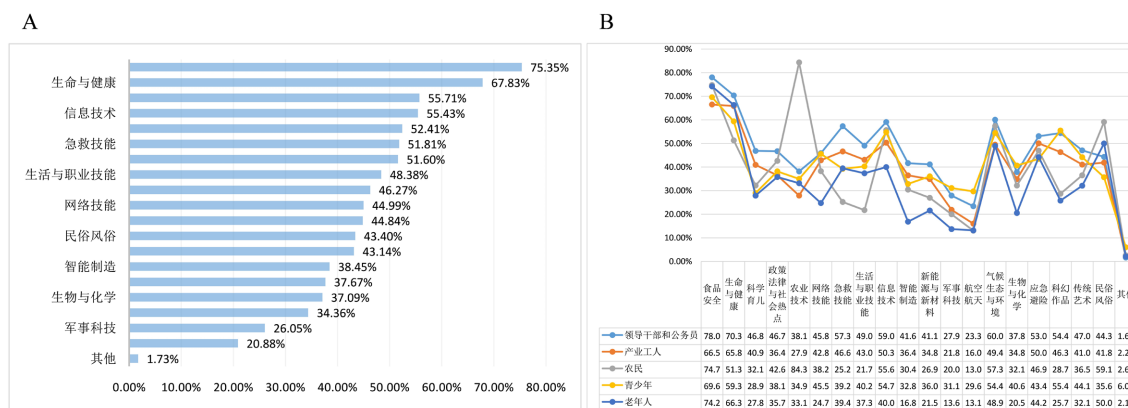 A
B
75.35%
生命与健康 67.83%
55.71%
信息技术 55.43%
52.41%
急救技能 51.81%
51.60%
生活与职业技能 48.38%
46.27%
网络技能 44.99%
44.84%
民俗风俗 43.40%
43.14%
智能制造 38.45%
37.67%
生物与化学 37.09%
34.36%
军事科技 26.05%
20.88%
其他 1.73%
0.00% 10.00% 20.00% 30.00% 40.00% 50.00% 60.00% 70.00% 80.00%
90.00%
80.00%
70.00%
60.00%
50.00%
40.00%
30.00%
20.00%
10.00%
0.00%
食品安全 生命与健康 科学育儿 政策法律与社会热点 农业技术 网络技能 急救技能 生活与职业技能 信息技术 智能制造 新能源与新材料 军事科技 航空航天 气候生态与环境 生物与化学 应急避险 科幻作品 传统艺术 民俗风俗 其他
领导干部和公务员 78.0 70.3 46.8 46.7 38.1 45.8 57.3 49.0 59.0 41.6 41.1 27.9 23.3 60.0 37.8 53.0 54.4 47.0 44.3 1.6
产业工人 66.5 65.8 40.9 36.4 27.9 42.8 46.6 43.0 50.3 36.4 34.8 21.8 16.0 49.4 34.8 50.0 46.3 41.0 41.8 2.2
农民 74.7 51.3 32.1 42.6 84.3 38.2 25.2 21.7 55.6 30.4 26.9 20.0 13.0 57.3 32.1 46.9 28.7 36.5 59.1 2.6
青少年 69.6 59.3 28.9 38.1 34.9 45.5 39.2 40.2 54.7 32.8 36.0 31.1 29.6 54.4 40.6 43.4 55.4 44.1 35.6 6.0
老年人 74.2 66.3 27.8 35.7 33.1 24.7 39.4 37.3 40.0 16.8 21.5 13.6 13.1 48.9 20.5 44.2 25.7 32.1 50.0 2.1